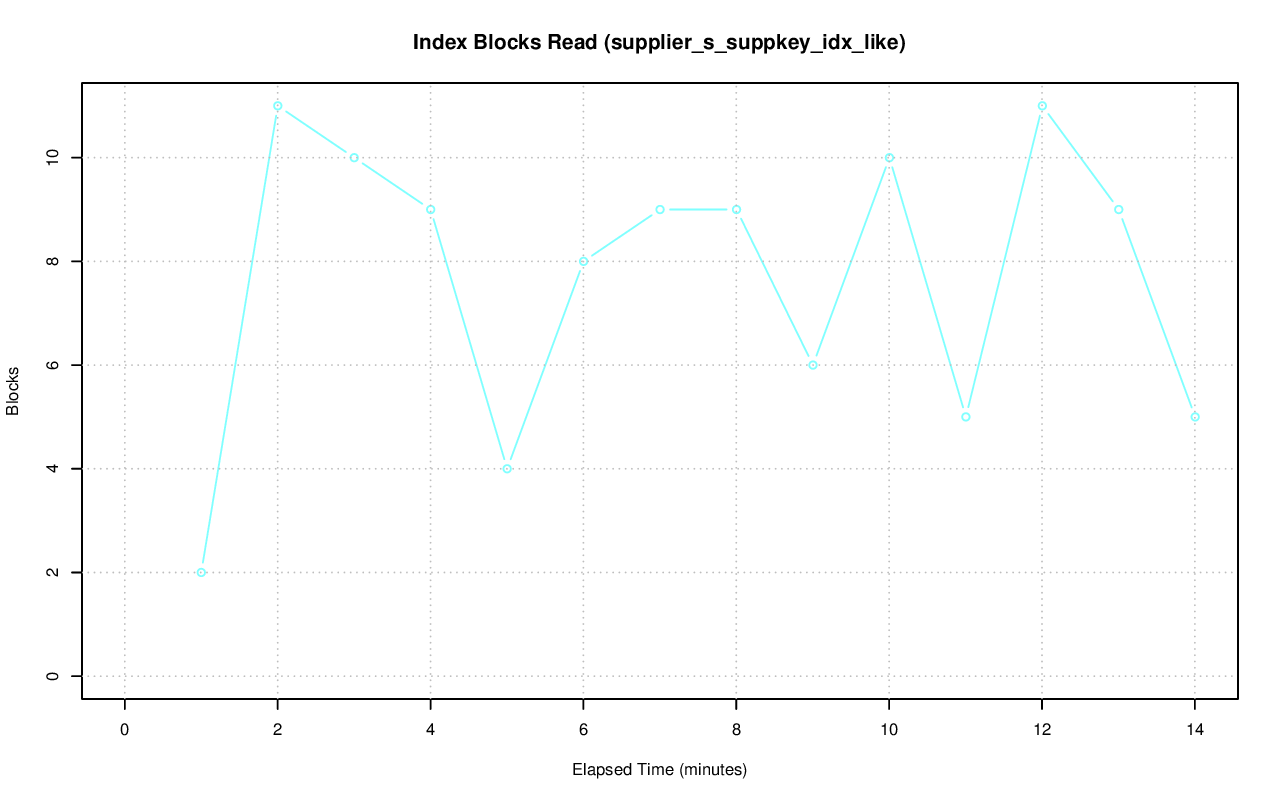 Index Blocks Read (supplier_s_suppkey_idx_like)
Blocks
10
8
6
4
2
0
0 2 4 6 8 10 12 14
Elapsed Time (minutes)